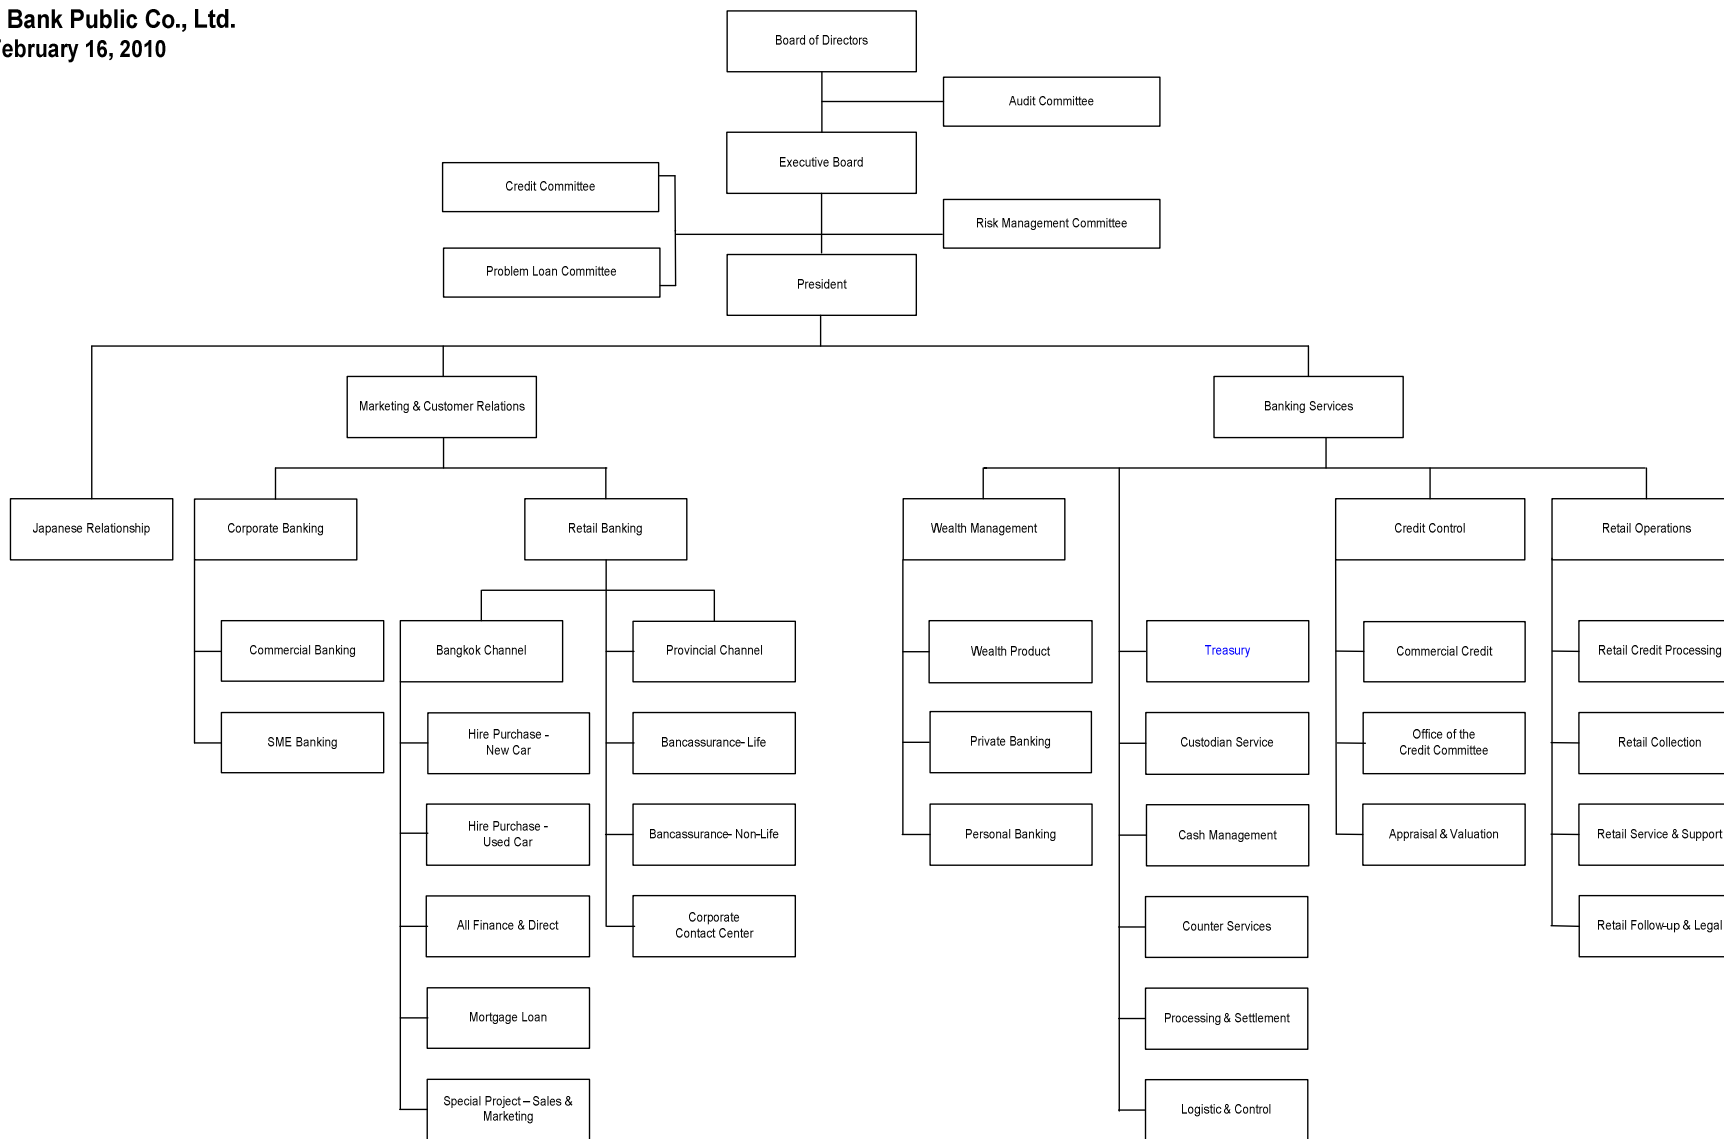 Bank Public Co., Ltd.
ebruary 16, 2010
Board of Directors
Audit Committee
Executive Board
Credit Committee
Risk Management Committee
Problem Loan Committee
President
Marketing & Customer Relations
Banking Services
Japanese Relationship
Corporate Banking
Retail Banking
Wealth Management
Credit Control
Retail Operations
Commercial Banking
Bangkok Channel
Provincial Channel
Wealth Product
Treasury
Commercial Credit
Retail Credit Processing
SME Banking
Hire Purchase -
New Car
Bancassurance- Life
Private Banking
Custodian Service
Office of the
Credit Committee
Retail Collection
Hire Purchase -
Used Car
Bancassurance- Non-Life
Personal Banking
Cash Management
Appraisal & Valuation
Retail Service & Support
All Finance & Direct
Corporate
Contact Center
Counter Services
Retail Follow-up & Legal
Mortgage Loan
Processing & Settlement
Special Project – Sales &
Marketing
Logistic & Control